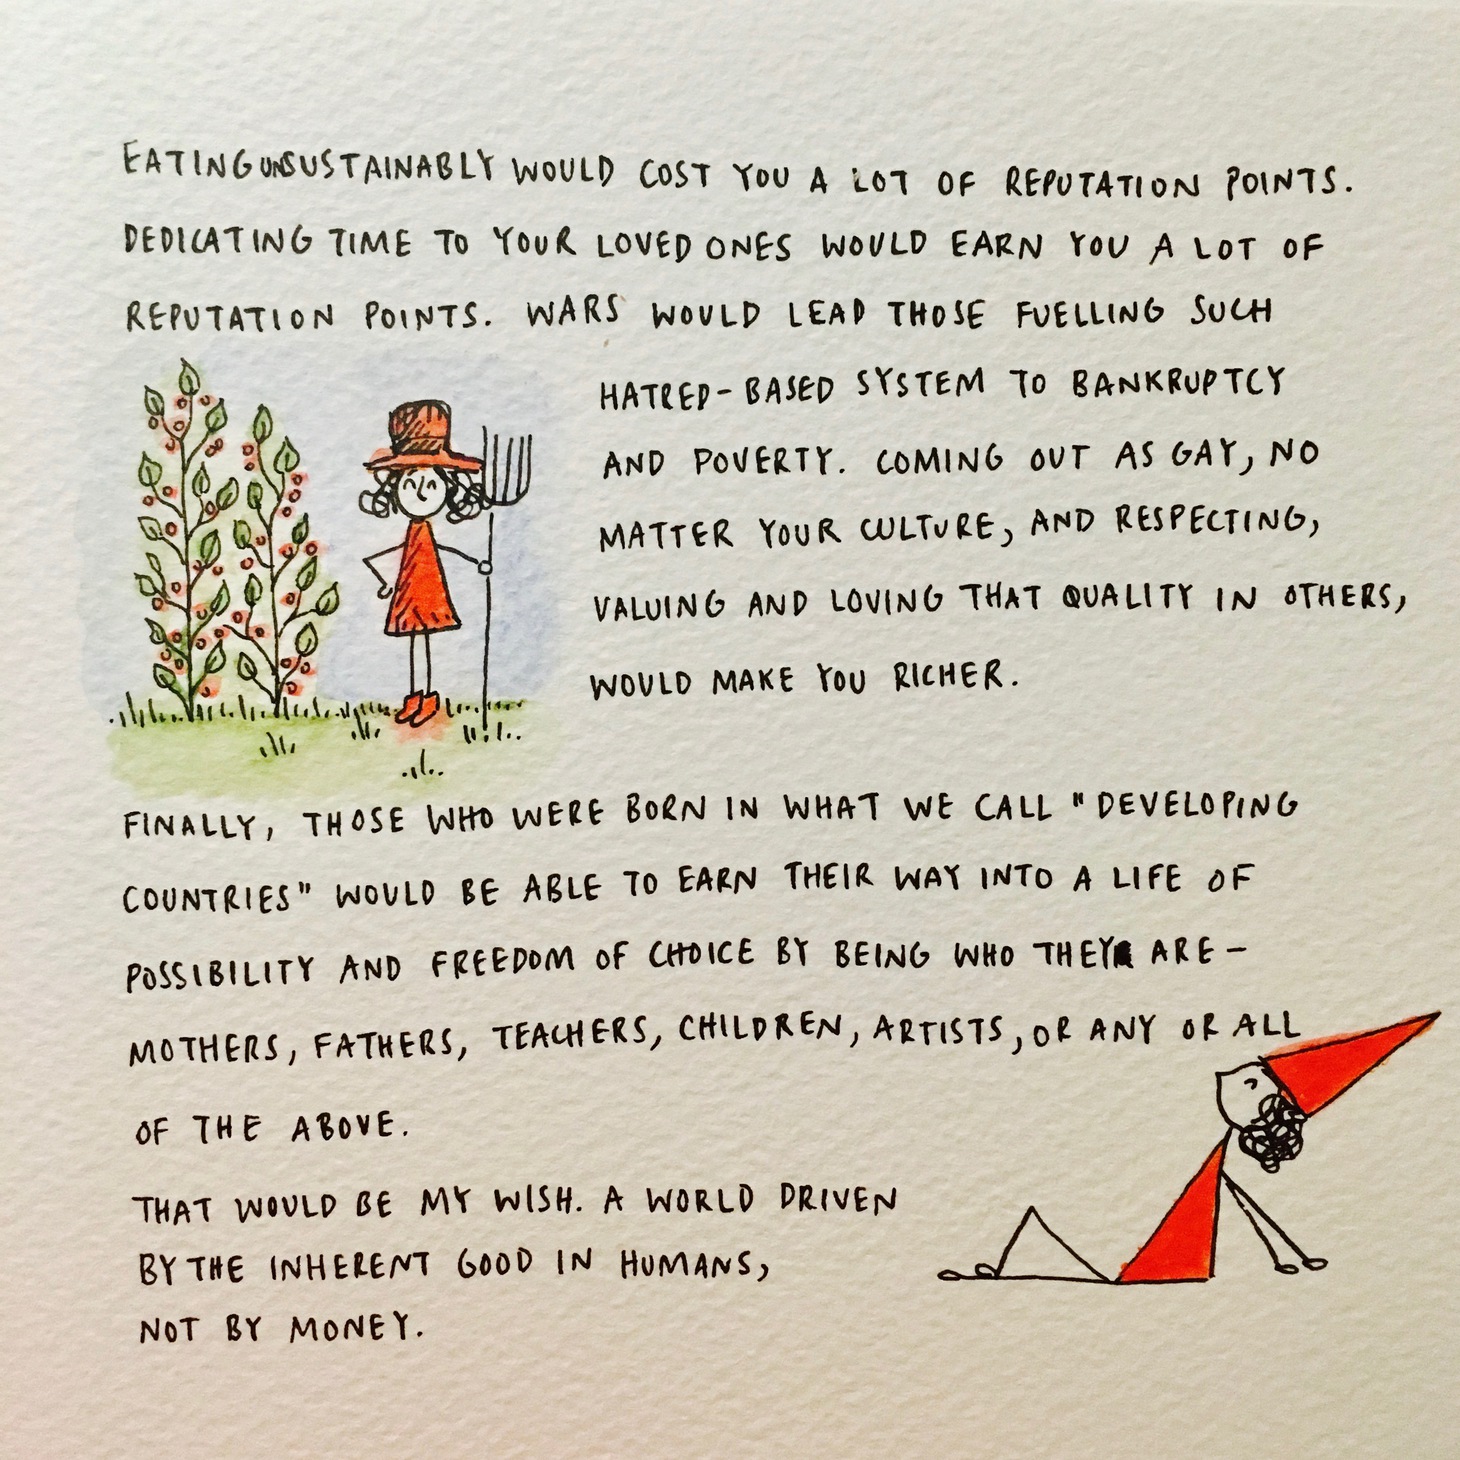 EATING UNSUSTAINABLY WOULD COST YOU A LOT OF REPUTATION POINTS.
DEDICATING TIME TO YOUR LOVED ONES WOULD EARN YOU A LOT OF
REPUTATION POINTS. WARS WOULD LEAD THOSE FUELLING SUCH
HATRED-BASED SYSTEM TO BANKRUPTCY
AND POVERTY. COMING OUT AS GAY, NO
MATTER YOUR CULTURE, AND RESPECTING,
VALUING AND LOVING THAT QUALITY IN OTHERS,
WOULD MAKE YOU RICHER.
FINALLY, THOSE WHO WERE BORN IN WHAT WE CALL "DEVELOPING
COUNTRIES" WOULD BE ABLE TO EARN THEIR WAY INTO A LIFE OF
POSSIBILITY AND FREEDOM OF CHOICE BY BEING WHO THEY ARE -
MOTHERS, FATHERS, TEACHERS, CHILDREN, ARTISTS, OR ANY OR ALL
OF THE ABOVE.
THAT WOULD BE MY WISH. A WORLD DRIVEN
BY THE INHERENT GOOD IN HUMANS,
NOT BY MONEY.